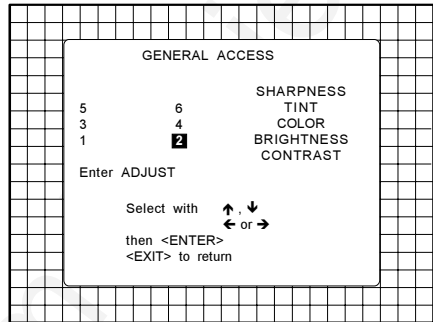 GENERAL ACCESS
SHARPNESS
5 6 TINT
3 4 COLOR
1 2 BRIGHTNESS
CONTRAST
Enter ADJUST
Select with ↑ , ↓
← or →
then <ENTER>
<EXIT> to return